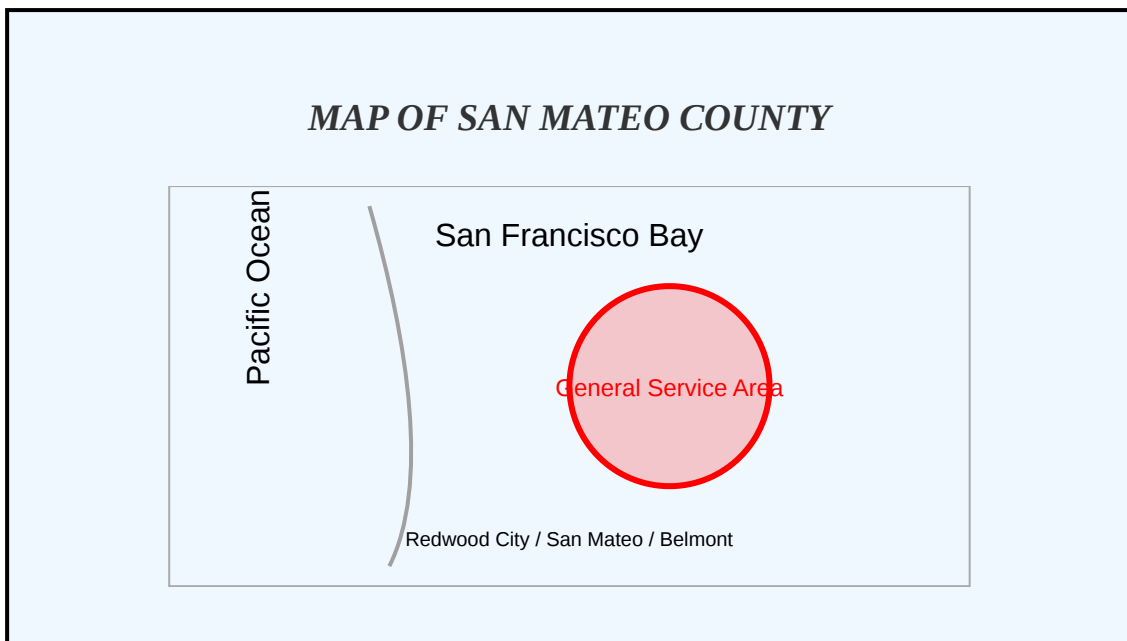 MAP OF SAN MATEO COUNTY
Pacific Ocean
San Francisco Bay
General Service Area
Redwood City / San Mateo / Belmont